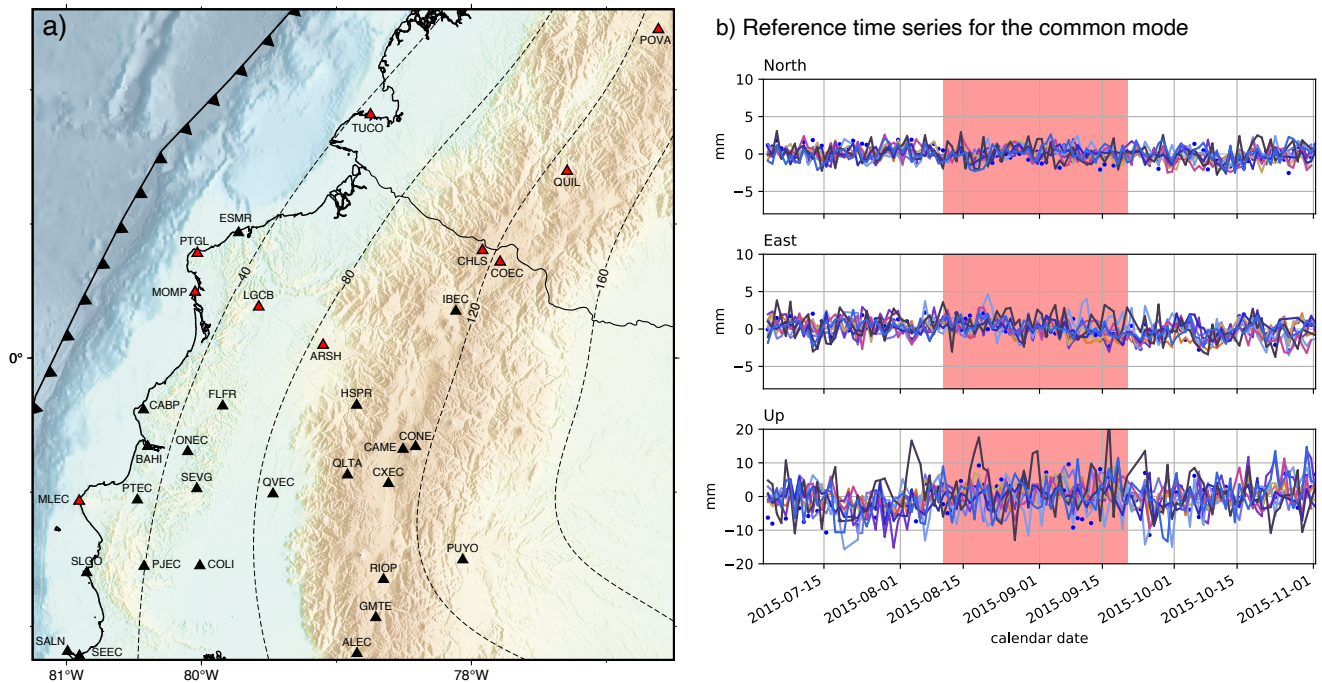 a)
POVA
TUCO
QUIL
ESMR
PTGL
CHLS
COEC
40
80
160
MOMP
LGCB
IBEC
120
ARSH
0°
CABP
FLFR
HSPR
ONEC
BAHI
CAME
CONE
QLTA
CXEC
SEVG
MLEC
PTEC
QVEC
SLGO
PJEC
COLI
PUYO
RIOP
GMTE
SALN
SEEC
ALEC
81°W
80°W
78°W
b) Reference time series for the common mode
North
10
5
0
−5
mm
East
10
5
0
−5
mm
Up
20
10
0
−10
−20
mm
2015-07-15
2015-08-01
2015-08-15
2015-09-01
2015-09-15
2015-10-01
2015-10-15
2015-11-01
calendar date